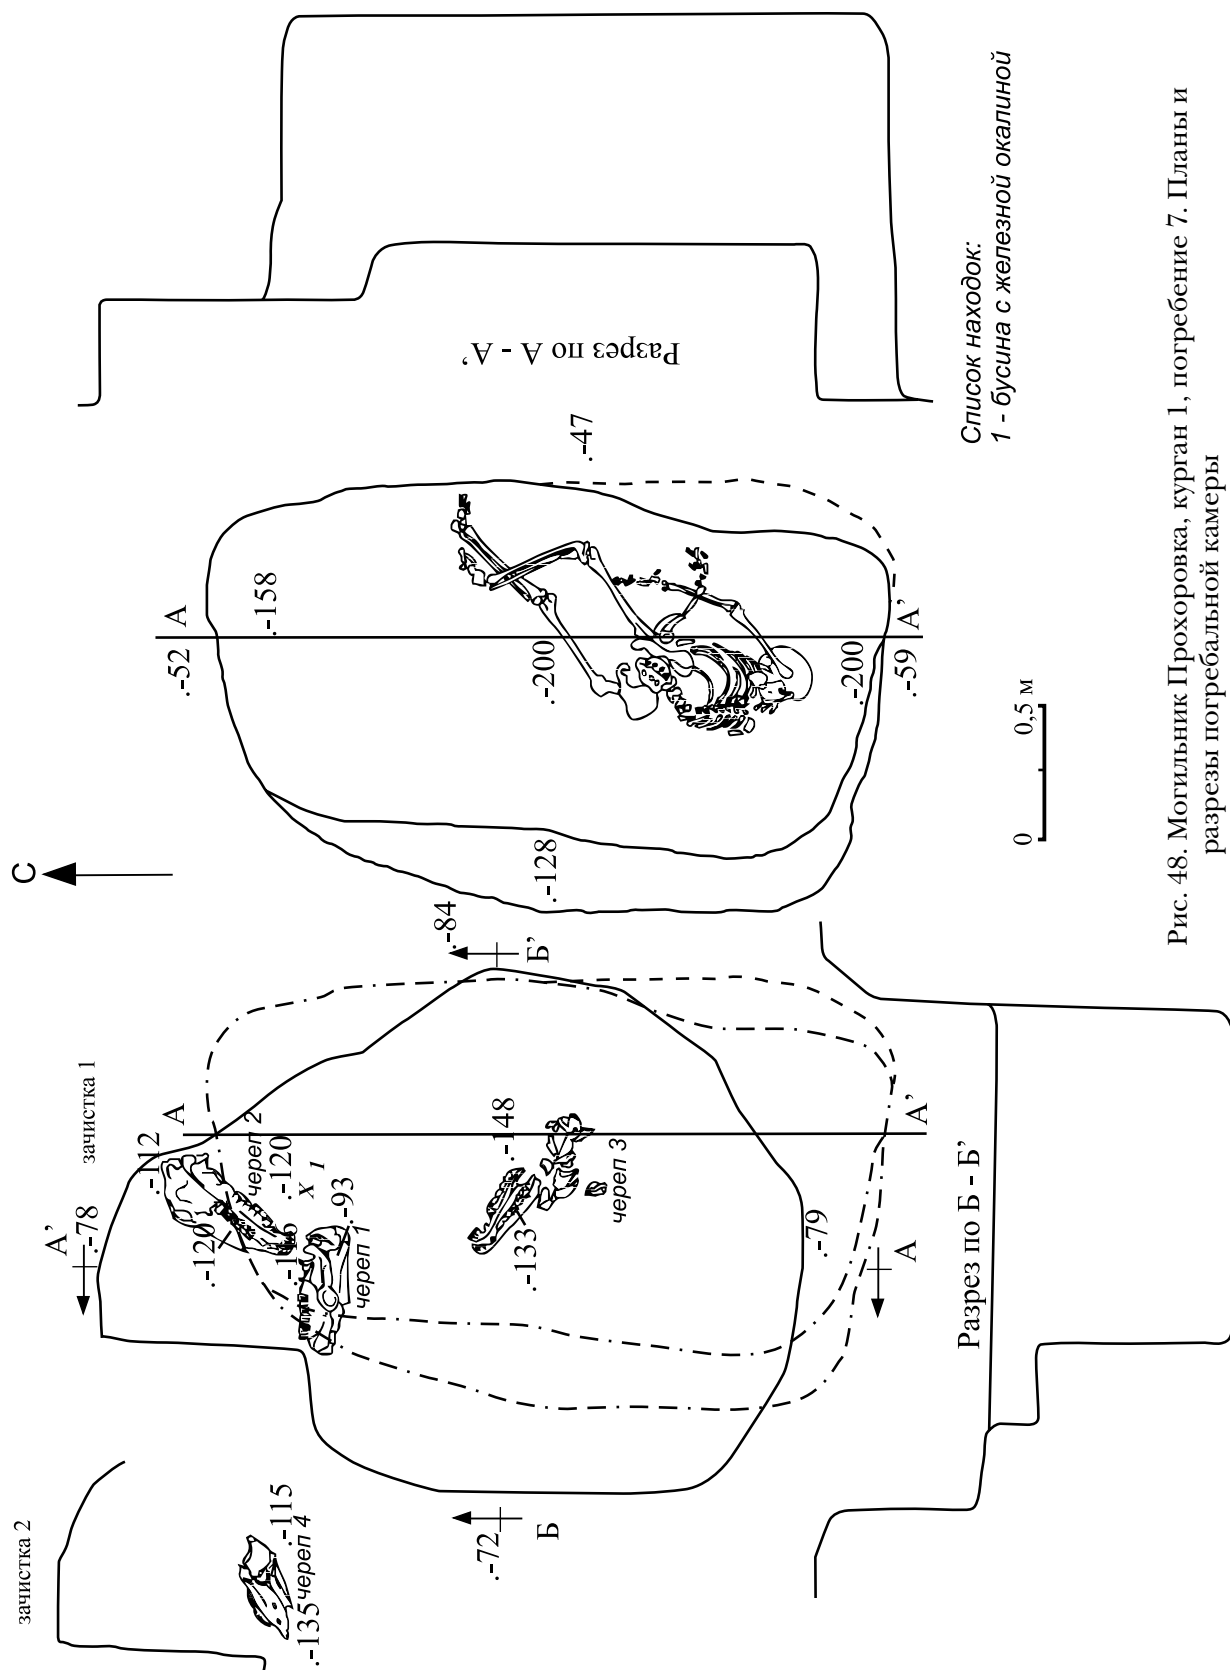 зачистка 2
.-135
череп 4
.-115
.-72
Б
зачистка 1
А’
.-78
.-112
А
череп 2
.-120
.-120
х 1
.-93
череп 1
.-148
.-133
череп 3
.-79
А
А’
.-84
Б’
Разрез по Б - Б’
С
.-52
А
.-158
.-47
.-200
.-128
.-200
А’
.-59
0
0,5 м
Разрез по А - А’
Список находок:
1 - бусина с железной окалиной
Рис. 48. Могильник Прохоровка, курган 1, погребение 7. Планы и
разрезы погребальной камеры